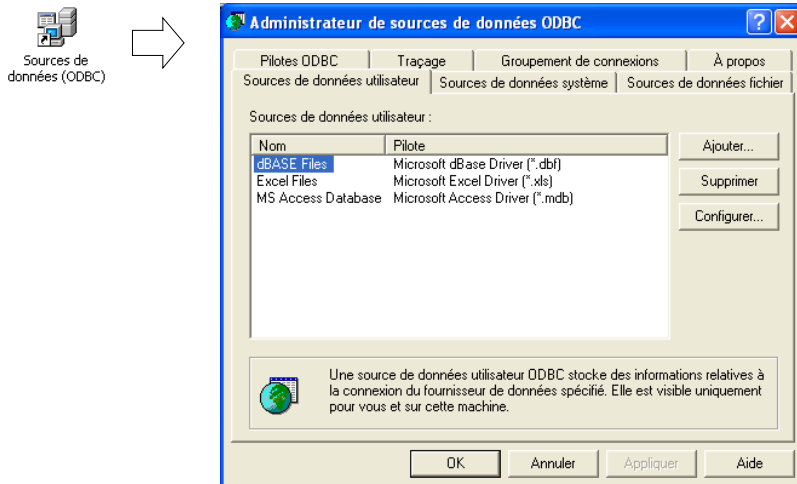 Sources de
données (ODBC)
Administrateur de sources de données ODBC
Pilotes ODBC Traçage Groupement de connexions À propos
Sources de données utilisateur Sources de données système Sources de données fichier
Sources de données utilisateur :
Nom Pilote
dBASE Files Microsoft dBase Driver (*.dbf)
Excel Files Microsoft Excel Driver (*.xls)
MS Access Database Microsoft Access Driver (*.mdb)
Ajouter...
Supprimer
Configurer...
Une source de données utilisateur ODBC stocke des informations relatives à
la connexion du fournisseur de données spécifié. Elle est visible uniquement
pour vous et sur cette machine.
OK Annuler Appliquer Aide